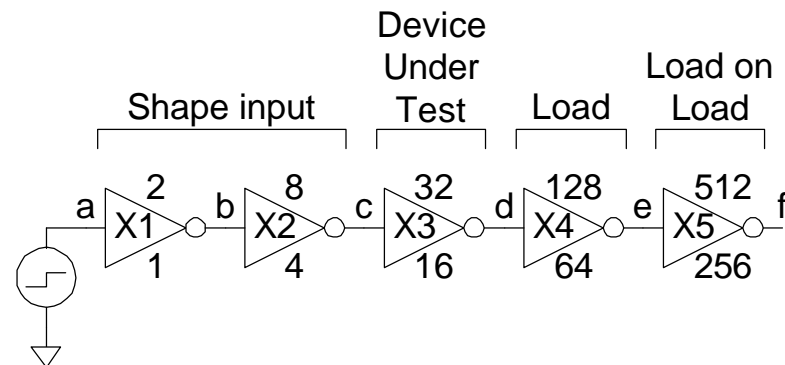 Device
Under
Test
Load on
Load
Shape input
Load
2 8 32 128 512
a X1 b X2 c X3 d X4 e X5 f
1 4 16 64 256